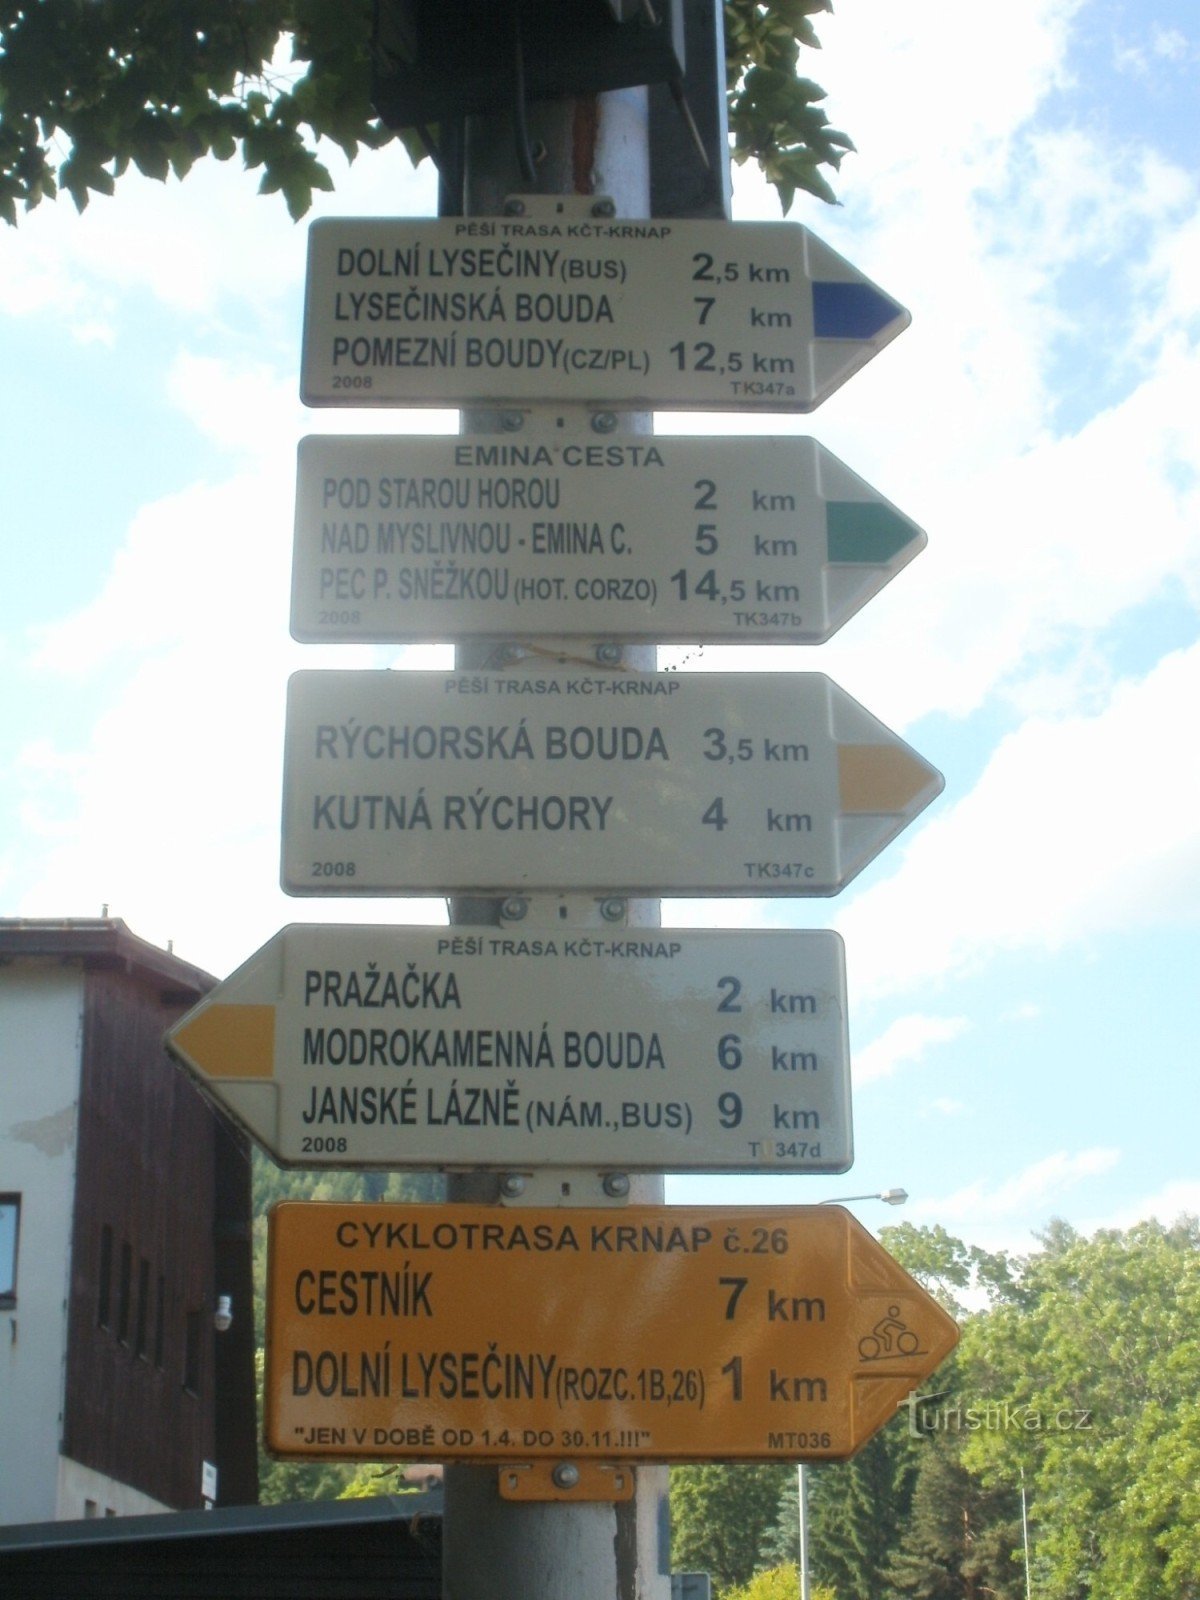 PĚŠÍ TRASA KČT-KRNAP
DOLNÍ LYSEČINY(BUS) 2,5 km
LYSEČINSKÁ BOUDA 7 km
POMEZNÍ BOUDY(CZ/PL) 12,5 km
2008 TK347a
EMINA CESTA
POD STAROU HOROU 2 km
NAD MYSLIVNOU - EMINA C. 5 km
PEC P. SNĚŽKOU(HOT. CORZO) 14,5 km
2008 TK347b
PĚŠÍ TRASA KČT-KRNAP
RÝCHORSKÁ BOUDA 3,5 km
KUTNÁ RÝCHORY 4 km
2008 TK347c
PĚŠÍ TRASA KČT-KRNAP
PRAŽAČKA 2 km
MODROKAMENNÁ BOUDA 6 km
JANSKÉ LÁZNĚ(NÁM.,BUS) 9 km
2008 347d
CYKLOTRASA KRNAP č.26
CESTNÍK 7 km
DOLNÍ LYSEČINY(ROZC.1B,26) 1 km
"JEN V DOBĚ OD 1.4. DO 30.11.!!!" MT036
Turistika.cz